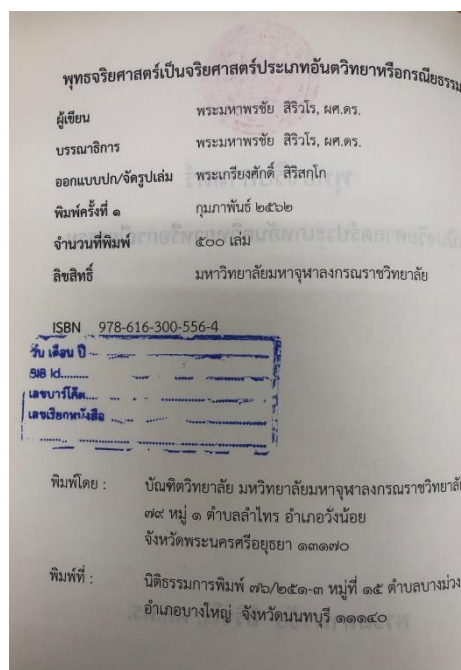 พุทธจริยศาสตร์เป็นจริยศาสตร์ประเภทอันตวิทยาหรือกรณียธรรม
ผู้เขียน พระมหาพรชัย สิริวโร, ผศ.ดร.
บรรณาธิการ พระมหาพรชัย สิริวโร, ผศ.ดร.
ออกแบบปก/จัดรูปเล่ม พระเกรียงศักดิ์ สิริสกฺโก
พิมพ์ครั้งที่ ๑ กุมภาพันธ์ ๒๕๖๒
จำนวนที่พิมพ์ ๕๐๐ เล่ม
ลิขสิทธิ์ มหาวิทยาลัยมหาจุฬาลงกรณราชวิทยาลัย
ISBN 978-616-300-556-4
วัน เดือน ปี
BIB Id.........
เลขบาร์โค้ด....
เลขเรียกหนังสือ
พิมพ์โดย : บัณฑิตวิทยาลัย มหวิทยาลัยมหาจุฬาลงกรณราชวิทยาลัย
๗๙ หมู่ ๑ ตำบลลำไทร อำเภอวังน้อย
จังหวัดพระนครศรีอยุธยา ๑๓๑๗๐
พิมพ์ที่ : นิติธรรมการพิมพ์ ๗๖/๒๕๑-๓ หมู่ที่ ๑๕ ตำบลบางม่วง
อำเภอบางใหญ่ จังหวัดนนทบุรี ๑๑๑๔๐